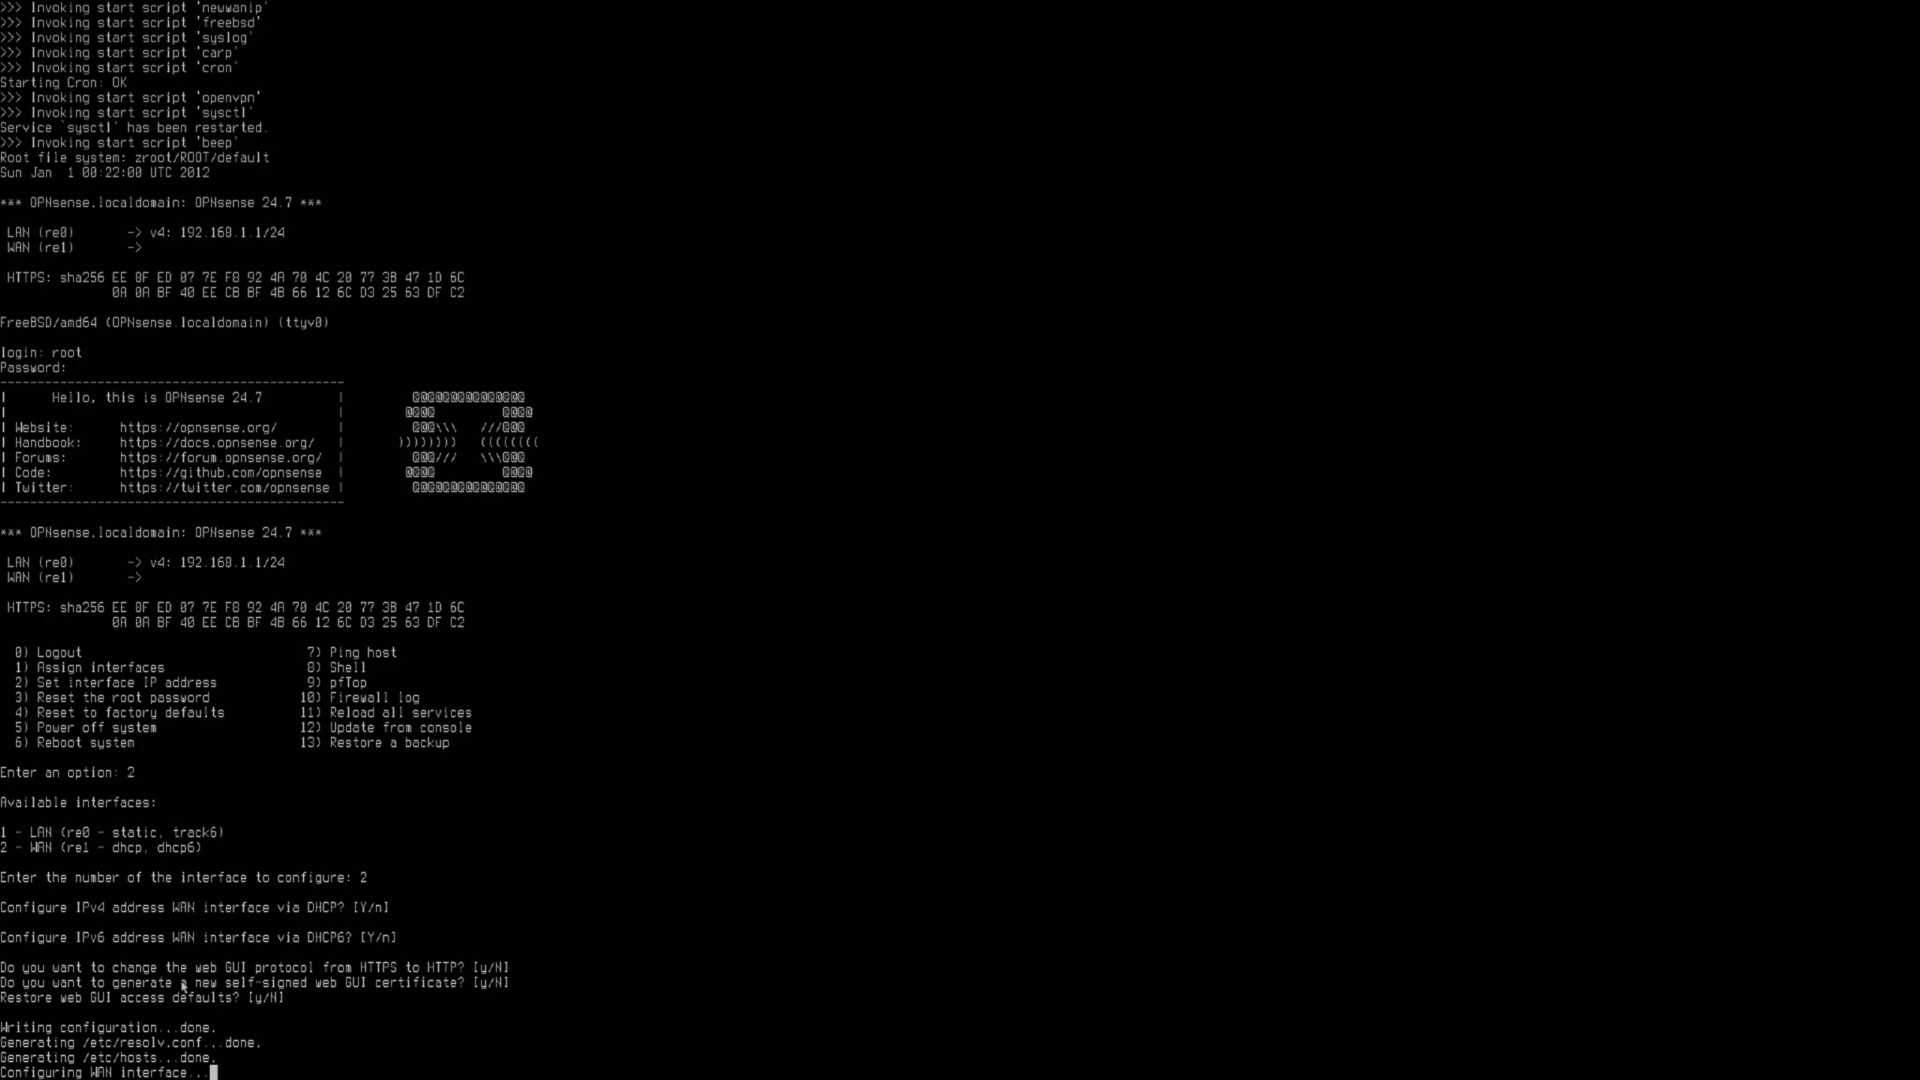 >>> Invoking start script 'newwanip'
>>> Invoking start script 'freebsd'
>>> Invoking start script 'syslog'
>>> Invoking start script 'carp'
>>> Invoking start script 'cron'
Starting Cron: OK
>>> Invoking start script 'openvpn'
>>> Invoking start script 'sysctl'
Service `sysctl' has been restarted.
>>> Invoking start script 'beep'
Root file system: zroot/ROOT/default
Sun Jan  1 00:22:00 UTC 2012
*** OPNsense.localdomain: OPNsense 24.7 ***
LAN (re0)       -> v4: 192.168.1.1/24
WAN (re1)       ->
HTTPS: sha256 EE 8F ED 07 7E F8 92 4A 70 4C 20 77 3B 47 1D 6C
0A 0A BF 40 EE CB BF 4B 66 12 6C D3 25 63 DF C2
FreeBSD/amd64 (OPNsense.localdomain) (ttyv0)
login: root
Password:
----------------------------------------------
|      Hello, this is OPNsense 24.7           |         @@@@@@@@@@@@@@@
|                                             |        @@@@         @@@@
| Website:      https://opnsense.org/         |         @@@\\\   ///@@@
| Handbook:     https://docs.opnsense.org/    |       ))))))))   ((((((((
| Forums:       https://forum.opnsense.org/   |         @@@///   \\\@@@
| Code:         https://github.com/opnsense   |        @@@@         @@@@
| Twitter:      https://twitter.com/opnsense  |         @@@@@@@@@@@@@@@
----------------------------------------------
*** OPNsense.localdomain: OPNsense 24.7 ***
LAN (re0)       -> v4: 192.168.1.1/24
WAN (re1)       ->
HTTPS: sha256 EE 8F ED 07 7E F8 92 4A 70 4C 20 77 3B 47 1D 6C
0A 0A BF 40 EE CB BF 4B 66 12 6C D3 25 63 DF C2
0) Logout                              7) Ping host
1) Assign interfaces                   8) Shell
2) Set interface IP address            9) pfTop
3) Reset the root password            10) Firewall log
4) Reset to factory defaults          11) Reload all services
5) Power off system                   12) Update from console
6) Reboot system                      13) Restore a backup
Enter an option: 2
Available interfaces:
1 - LAN (re0 - static, track6)
2 - WAN (re1 - dhcp, dhcp6)
Enter the number of the interface to configure: 2
Configure IPv4 address WAN interface via DHCP? [Y/n]
Configure IPv6 address WAN interface via DHCP6? [Y/n]
Do you want to change the web GUI protocol from HTTPS to HTTP? [y/N]
Do you want to generate a new self-signed web GUI certificate? [y/N]
Restore web GUI access defaults? [y/N]
Writing configuration...done.
Generating /etc/resolv.conf...done.
Generating /etc/hosts...done.
Configuring WAN interface...